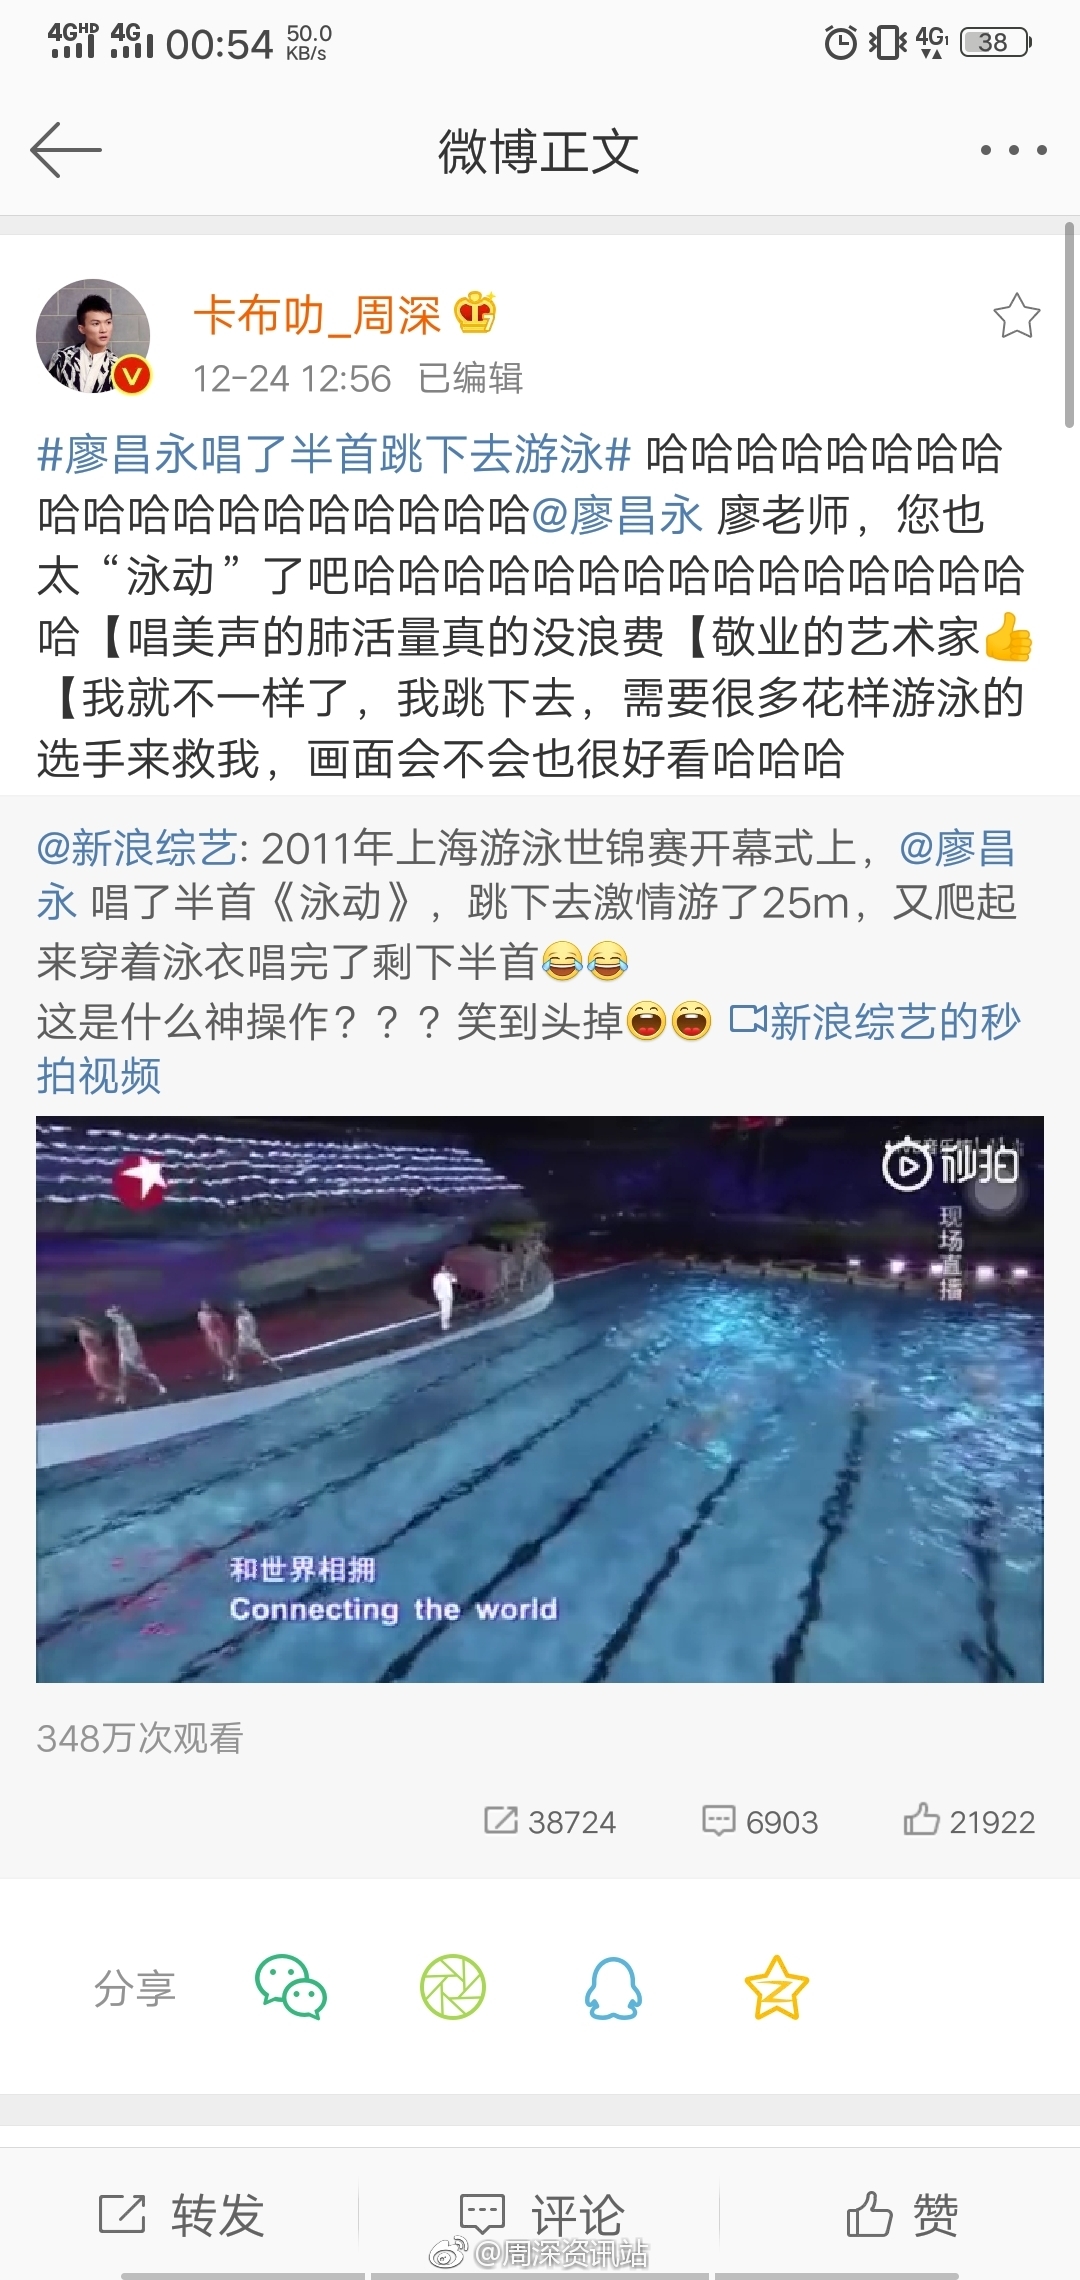 4GHD 4G 00:54 50.0 KB/s 4G 38
微博正文
卡布叻_周深
12-24 12:56 已编辑
#廖昌永唱了半首跳下去游泳# 哈哈哈哈哈哈哈哈
哈哈哈哈哈哈哈哈哈哈哈@廖昌永 廖老师，您也
太“泳动”了吧哈哈哈哈哈哈哈哈哈哈哈哈哈哈哈
哈【唱美声的肺活量真的没浪费【敬业的艺术家
【我就不一样了，我跳下去，需要很多花样游泳的
选手来救我，画面会不会也很好看哈哈哈
@新浪综艺: 2011年上海游泳世锦赛开幕式上，@廖昌
永 唱了半首《泳动》，跳下去激情游了25m，又爬起
来穿着泳衣唱完了剩下半首
这是什么神操作？？？笑到头掉 新浪综艺的秒
拍视频
秒拍
现场直播
和世界相拥
Connecting the world
348万次观看
38724 6903 21922
分享
转发 评论 赞
@周深资讯站